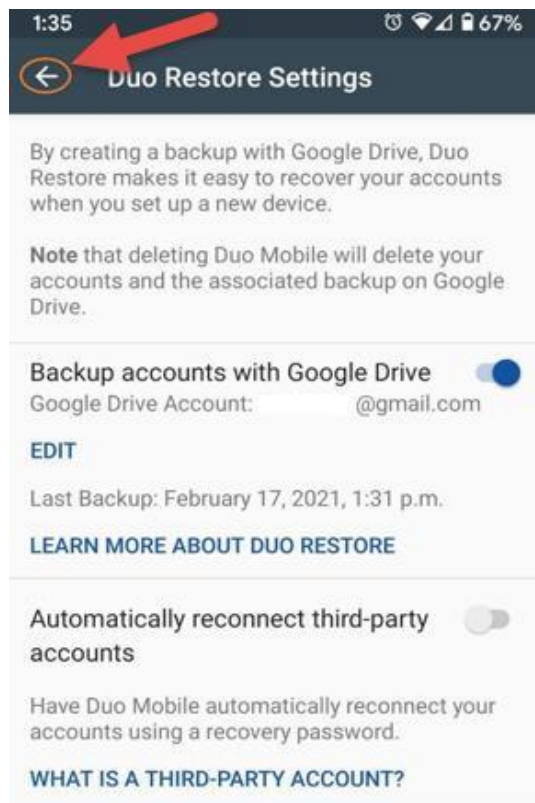 1:35 67%
Duo Restore Settings
By creating a backup with Google Drive, Duo
Restore makes it easy to recover your accounts
when you set up a new device.
Note that deleting Duo Mobile will delete your
accounts and the associated backup on Google
Drive.
Backup accounts with Google Drive
Google Drive Account: @gmail.com
EDIT
Last Backup: February 17, 2021, 1:31 p.m.
LEARN MORE ABOUT DUO RESTORE
Automatically reconnect third-party
accounts
Have Duo Mobile automatically reconnect your
accounts using a recovery password.
WHAT IS A THIRD-PARTY ACCOUNT?